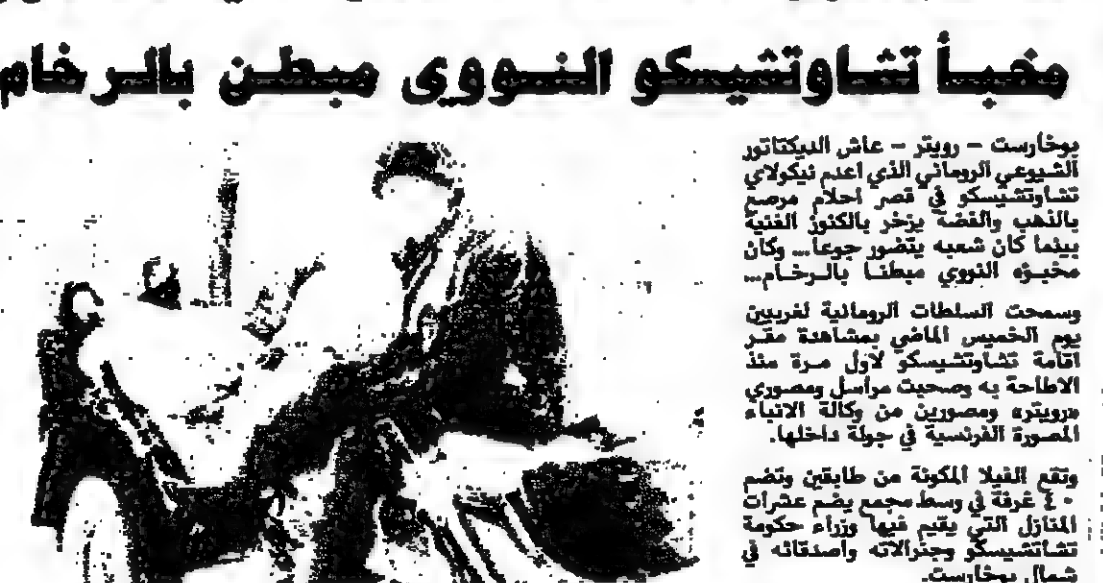 مخبأ تشاوتشيسكو النووى مبطن بالرخام
بوخارست - رويتر - عاش الديكتاتور
الشيوعي الروماني الذي اعدم نيكولاي
تشاوتشيسكو في قصر احلام مرصع
بالذهب والفضة يزخر بالكنوز الفنية
بينما كان شعبه يتضور جوعا... وكان
مخبؤه النووي مبطنا بالرخام...
وسمحت السلطات الرومانية لغربيين
يوم الخميس الماضي بمشاهدة مقر
اقامة تشاوتشيسكو لاول مرة منذ
الاطاحة به وصحبت مراسل ومصوري
«رويتر» ومصورين من وكالة الانباء
المصورة الفرنسية في جولة داخلها.
وتقع الفيلا المكونة من طابقين وتضم
٤٠ غرفة في وسط مجمع يضم عشرات
المنازل التي يقيم فيها وزراء حكومة
تشاتشيسكو وجنرالاته واصدقائه في
شمال بوخارست.